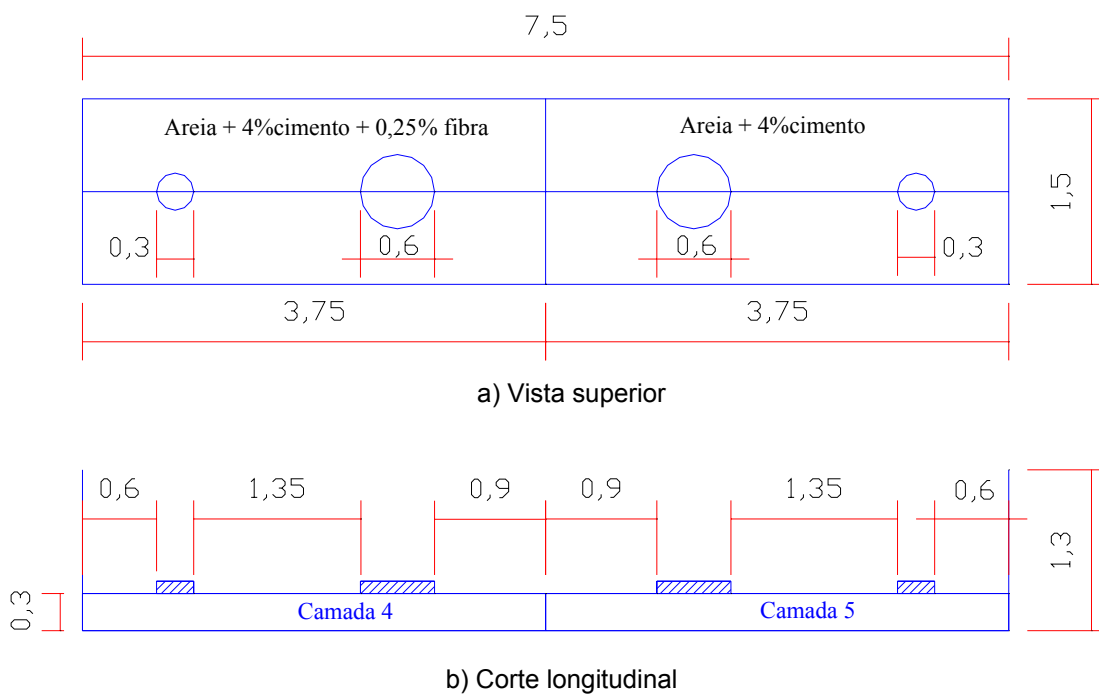 7,5
Areia + 4%cimento + 0,25% fibra
Areia + 4%cimento
1,5
0,3
0,6
0,6
0,3
3,75
3,75
a) Vista superior
0,6
1,35
0,9
0,9
1,35
0,6
1,3
0,3
Camada 4
Camada 5
b) Corte longitudinal